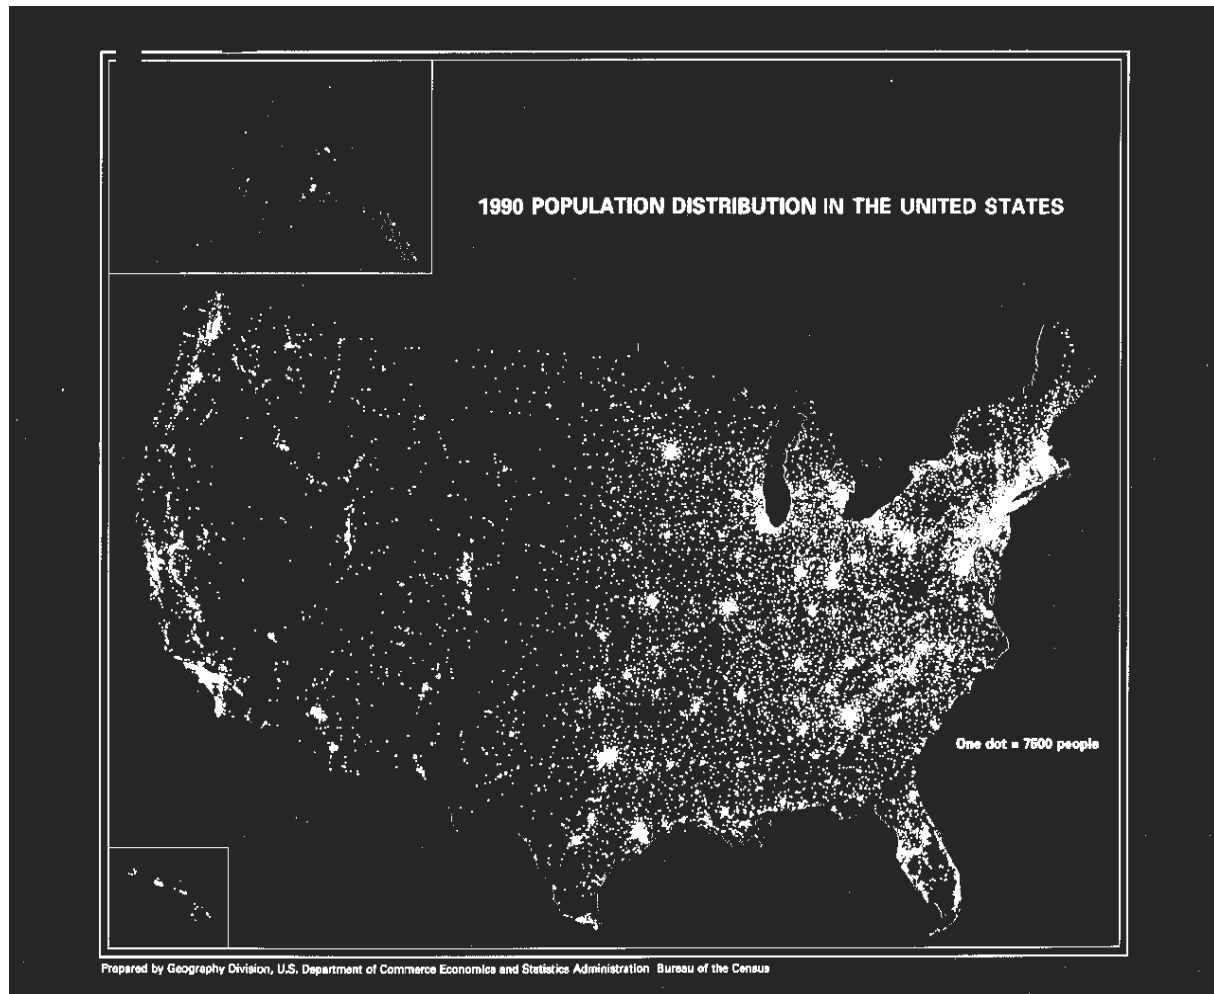 1990 POPULATION DISTRIBUTION IN THE UNITED STATES
One dot = 7500 people
Prepared by Geography Division, U.S. Department of Commerce Economics and Statistics Administration Bureau of the Census